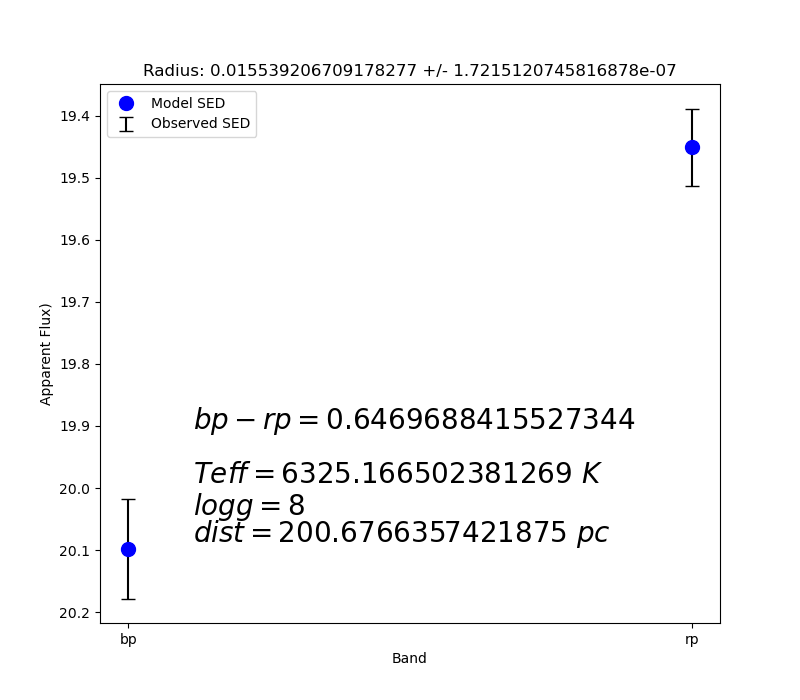 Radius: 0.015539206709178277 +/- 1.7215120745816878e-07
Model SED
Observed SED
19.4
19.5
19.6
19.7
19.8
19.9
20.0
20.1
20.2
Apparent Flux)
bp − rp = 0.6469688415527344
Teff = 6325.166502381269 K
logg = 8
dist = 200.6766357421875 pc
bp
rp
Band